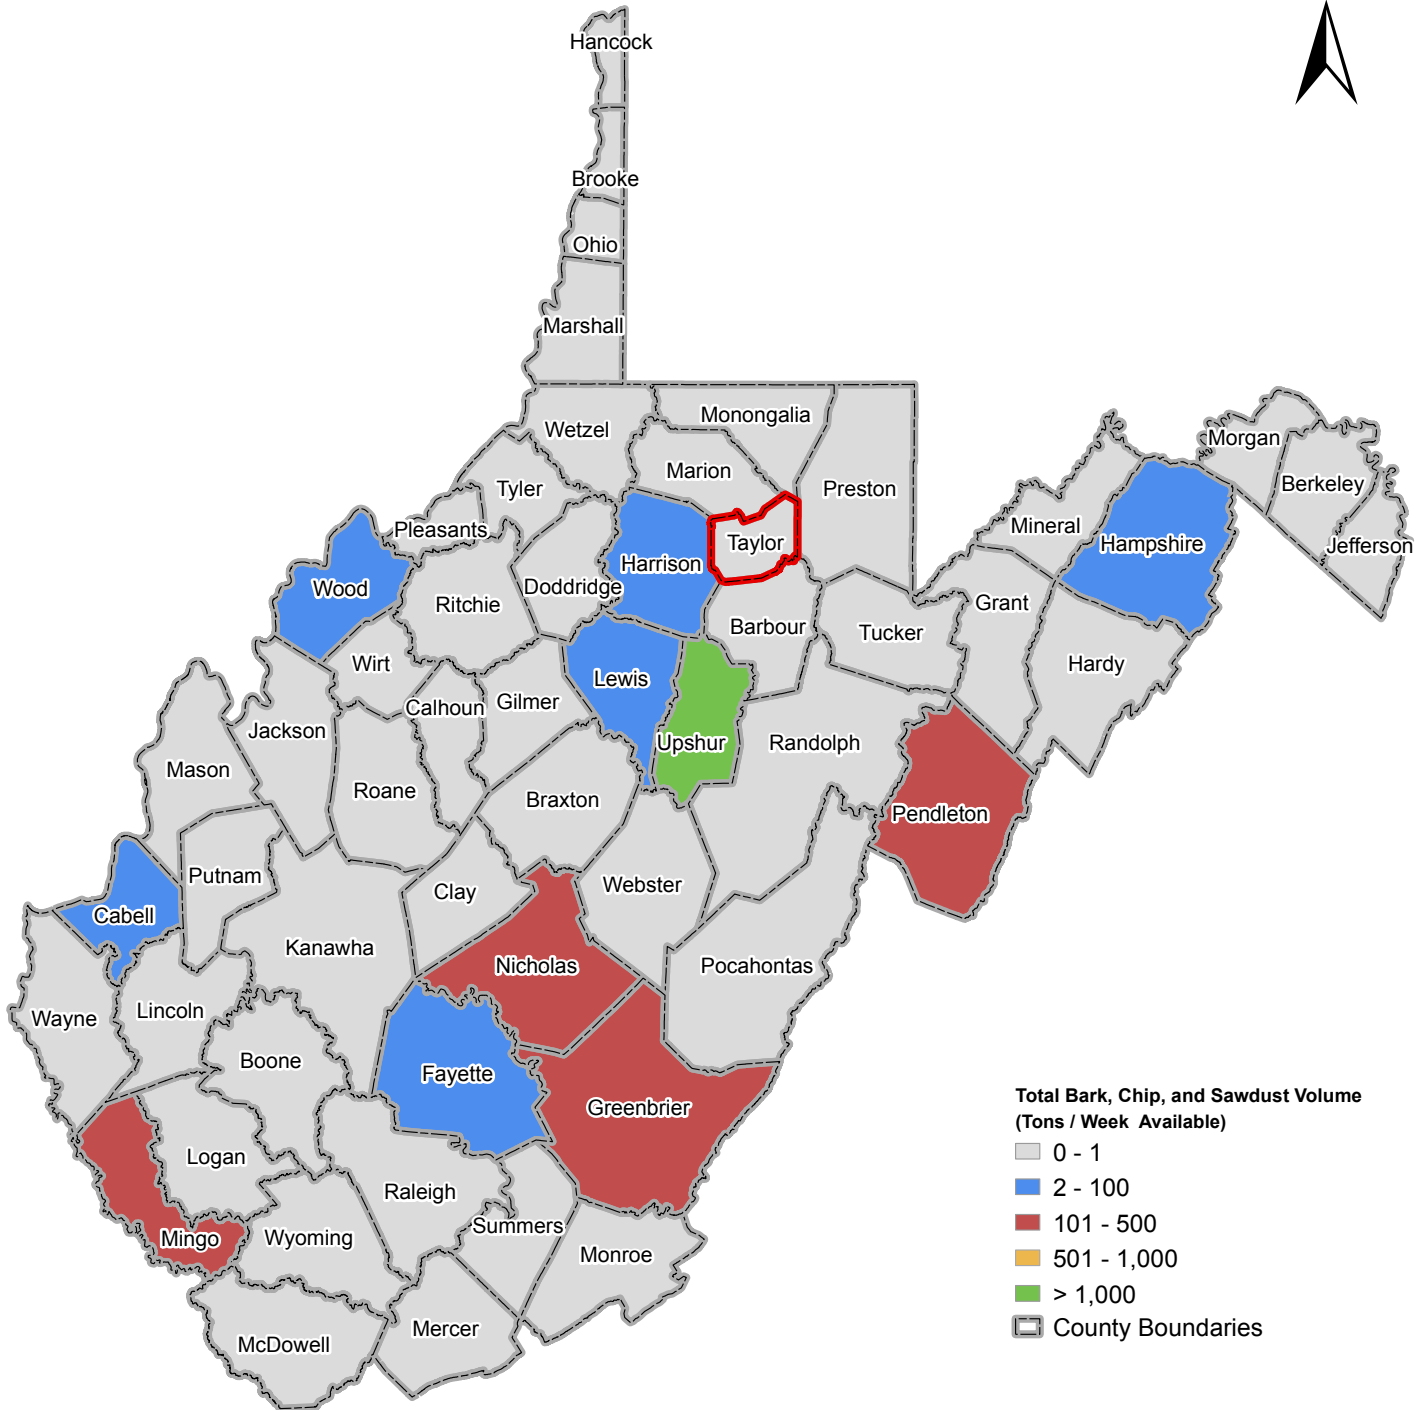 Hancock
Brooke
Ohio
Marshall
Wetzel
Monongalia
Marion
Preston
Tyler
Pleasants
Taylor
Harrison
Doddridge
Wood
Ritchie
Barbour
Tucker
Morgan
Berkeley
Jefferson
Mineral
Hampshire
Grant
Hardy
Wirt
Lewis
Gilmer
Calhoun
Jackson
Upshur
Randolph
Mason
Roane
Braxton
Pendleton
Putnam
Clay
Webster
Cabell
Kanawha
Nicholas
Pocahontas
Wayne
Lincoln
Boone
Fayette
Greenbrier
Logan
Raleigh
Summers
Mingo
Wyoming
Monroe
McDowell
Mercer
Total Bark, Chip, and Sawdust Volume
(Tons / Week Available)
0 - 1
2 - 100
101 - 500
501 - 1,000
> 1,000
County Boundaries